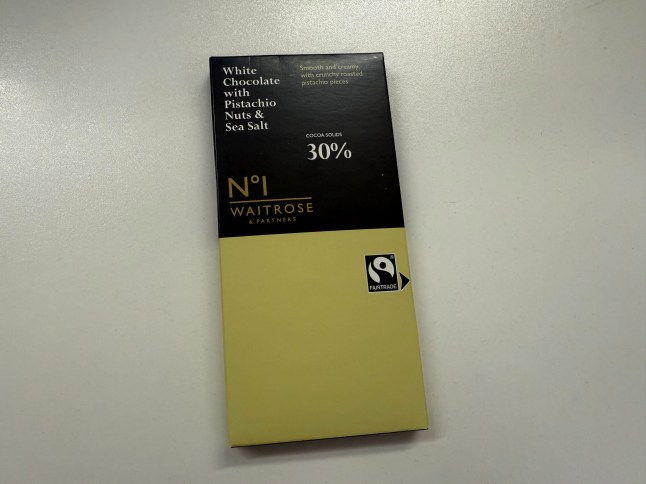 White
Chocolate
with
Pistachio
Nuts &
Sea Salt
Smooth and creamy
with crunchy roasted
pistachio pieces
COCOA SOLIDS
30%
Nº1
WAITROSE
& PARTNERS
FAIRTRADE